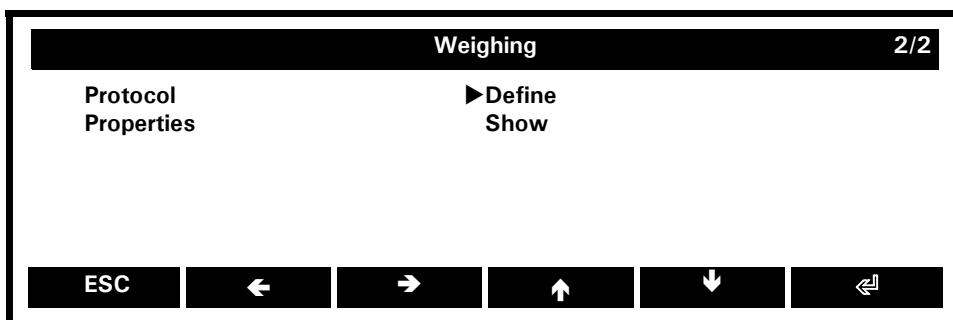 Weighing 2/2
Protocol ▶Define
Properties Show
ESC ← → ↑ ↓ ↵